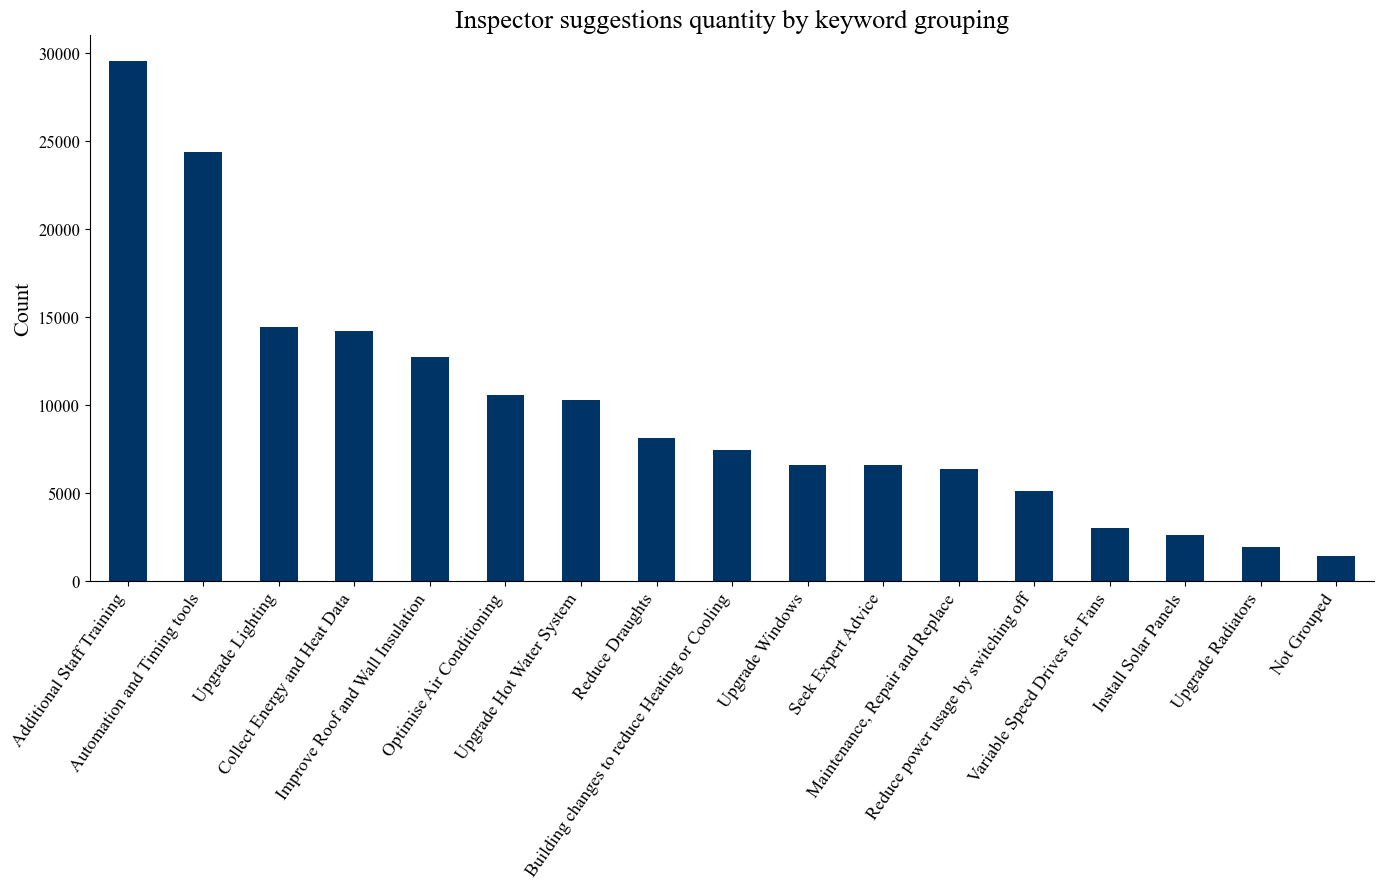 Inspector suggestions quantity by keyword grouping
30000
25000
20000
15000
10000
5000
0
Count
Additional Staff Training
Automation and Timing tools
Upgrade Lighting
Collect Energy and Heat Data
Improve Roof and Wall Insulation
Optimise Air Conditioning
Upgrade Hot Water System
Reduce Draughts
Building changes to reduce Heating or Cooling
Upgrade Windows
Seek Expert Advice
Maintenance, Repair and Replace
Reduce power usage by switching off
Variable Speed Drives for Fans
Install Solar Panels
Upgrade Radiators
Not Grouped